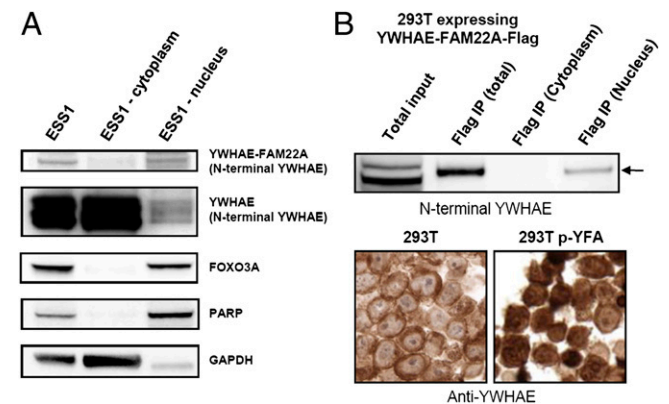 A
ESS1
ESS1 - cytoplasm
ESS1 - nucleus
YWHAE-FAM22A
(N-terminal YWHAE)
YWHAE
(N-terminal YWHAE)
FOXO3A
PARP
GAPDH
B
293T expressing
YWHAE-FAM22A-Flag
Total input
Flag IP (total)
Flag IP (Cytoplasm)
Flag IP (Nucleus)
N-terminal YWHAE
293T
293T p-YFA
Anti-YWHAE